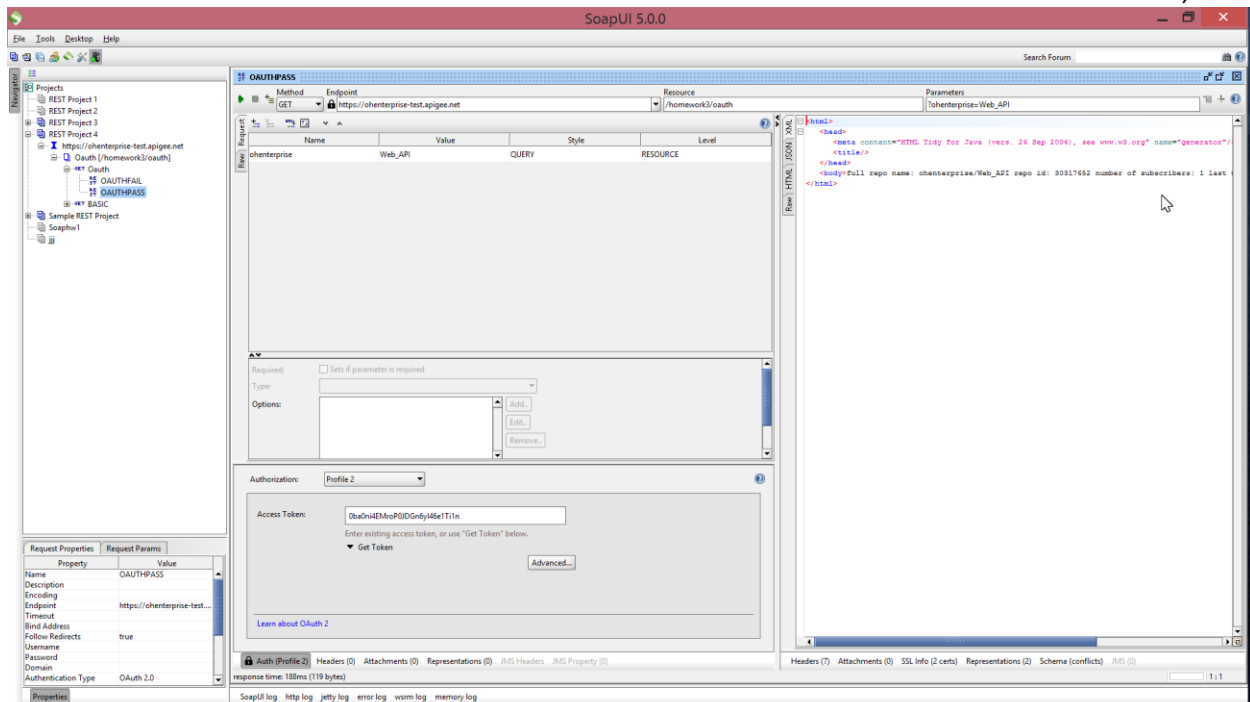 SoapUI 5.0.0
File Tools Desktop Help
Search Forum
Navigator
Projects
REST Project 1
REST Project 2
REST Project 3
REST Project 4
https://ohenterprise-test.apigee.net
Oauth [/homework3/oauth]
Oauth
OAUTHFAIL
OAUTHPASS
BASIC
Sample REST Project
Soaphw1
jjj
OAUTHPASS
Method Endpoint Resource Parameters
GET https://ohenterprise-test.apigee.net /homework3/oauth ?ohenterprise=Web_API
Request
Raw
Name Value Style Level
ohenterprise Web_API QUERY RESOURCE
Required: Sets if parameter is required
Type:
Options: Add..
Edit..
Remove..
Authorization: Profile 2
Access Token:
Enter existing access token, or use "Get Token" below.
Get Token
Advanced...
Learn about OAuth 2
Auth (Profile 2) Headers (0) Attachments (0) Representations (0) JMS Headers JMS Property (0)
response time: 188ms (119 bytes)
XML
JSON
HTML
Raw
<html>
<head>
<meta content="HTML Tidy for Java (vers. 26 Sep 2004), see www.w3.org" name="generator"/
<title/>
</head>
<body>full repo name: ohenterprise/Web_API repo id: 30317652 number of subscribers: 1 last
</html>
Headers (7) Attachments (0) SSL Info (2 certs) Representations (2) Schema (conflicts) JMS (0)
1:1
Request Properties Request Params
Property Value
Name OAUTHPASS
Description
Encoding
Endpoint https://ohenterprise-test....
Timeout
Bind Address
Follow Redirects true
Username
Password
Domain
Authentication Type OAuth 2.0
Properties
SoapUI log http log jetty log error log wsrm log memory log